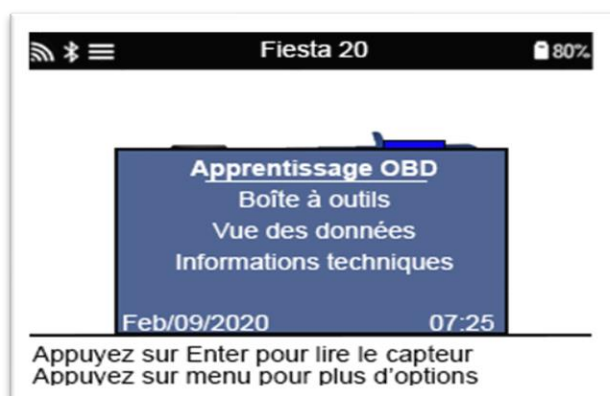 Fiesta 20 80%
Apprentissage OBD
Boîte à outils
Vue des données
Informations techniques
Feb/09/2020 07:25
Appuyez sur Enter pour lire le capteur
Appuyez sur menu pour plus d'options